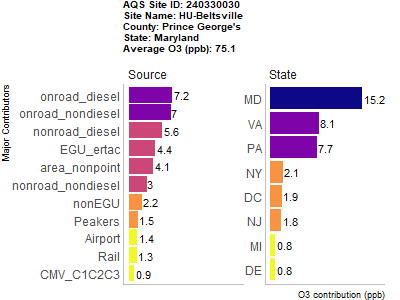 AQS Site ID: 240330030
Site Name: HU-Beltsville
County: Prince George's
State: Maryland
Average O3 (ppb): 75.1
Major Contributors
Source
onroad_diesel 7.2
onroad_nondiesel 7
nonroad_diesel 5.6
EGU_ertac 4.4
area_nonpoint 4.1
nonroad_nondiesel 3
nonEGU 2.2
Peakers 1.5
Airport 1.4
Rail 1.3
CMV_C1C2C3 0.9
State
MD 15.2
VA 8.1
PA 7.7
NY 2.1
DC 1.9
NJ 1.8
MI 0.8
DE 0.8
O3 contribution (ppb)